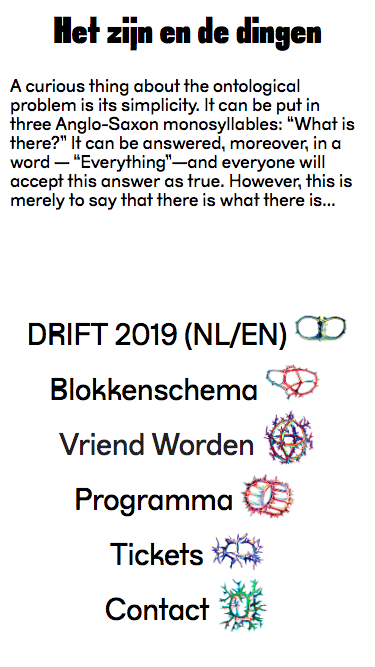 Het zijn en de dingen
A curious thing about the ontological
problem is its simplicity. It can be put in
three Anglo-Saxon monosyllables: “What is
there?” It can be answered, moreover, in a
word — “Everything”—and everyone will
accept this answer as true. However, this is
merely to say that there is what there is...
DRIFT 2019 (NL/EN)
Blokkenschema
Vriend Worden
Programma
Tickets
Contact